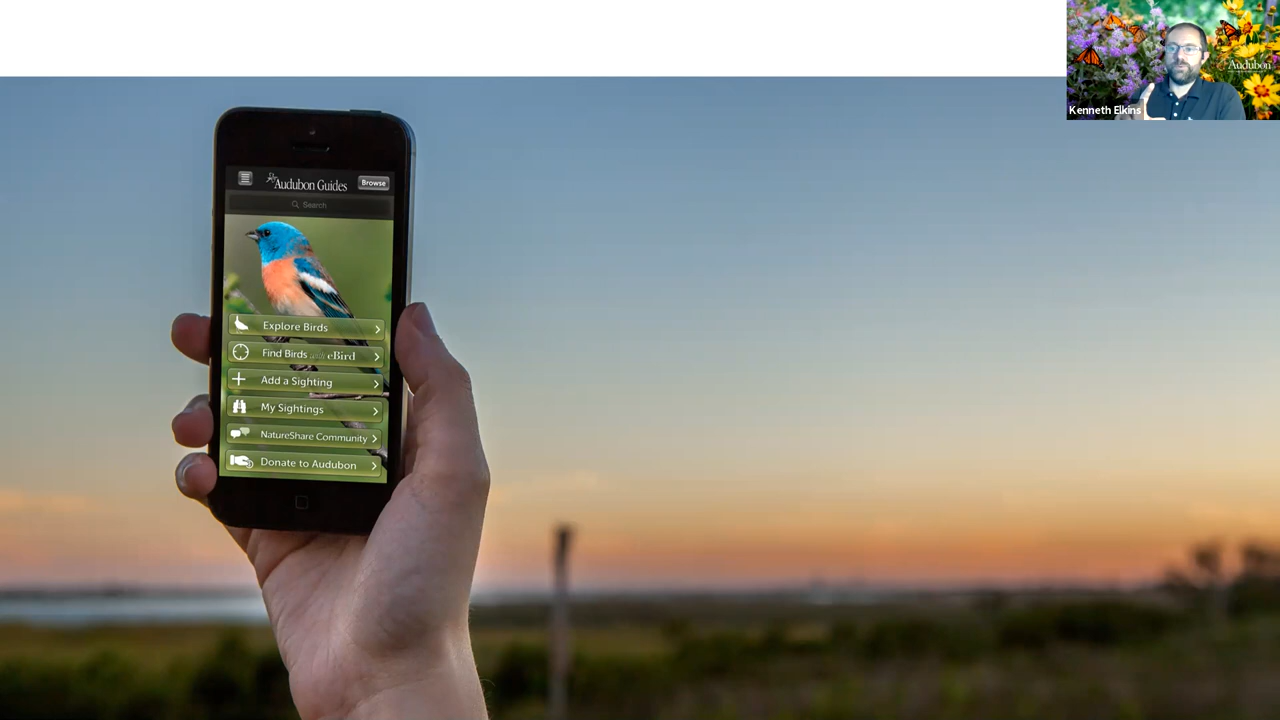 Audubon
Kenneth Elkins
Audubon Guides
Browse
Search
Explore Birds
Find Birds with eBird
Add a Sighting
My Sightings
NatureShare Community
Donate to Audubon